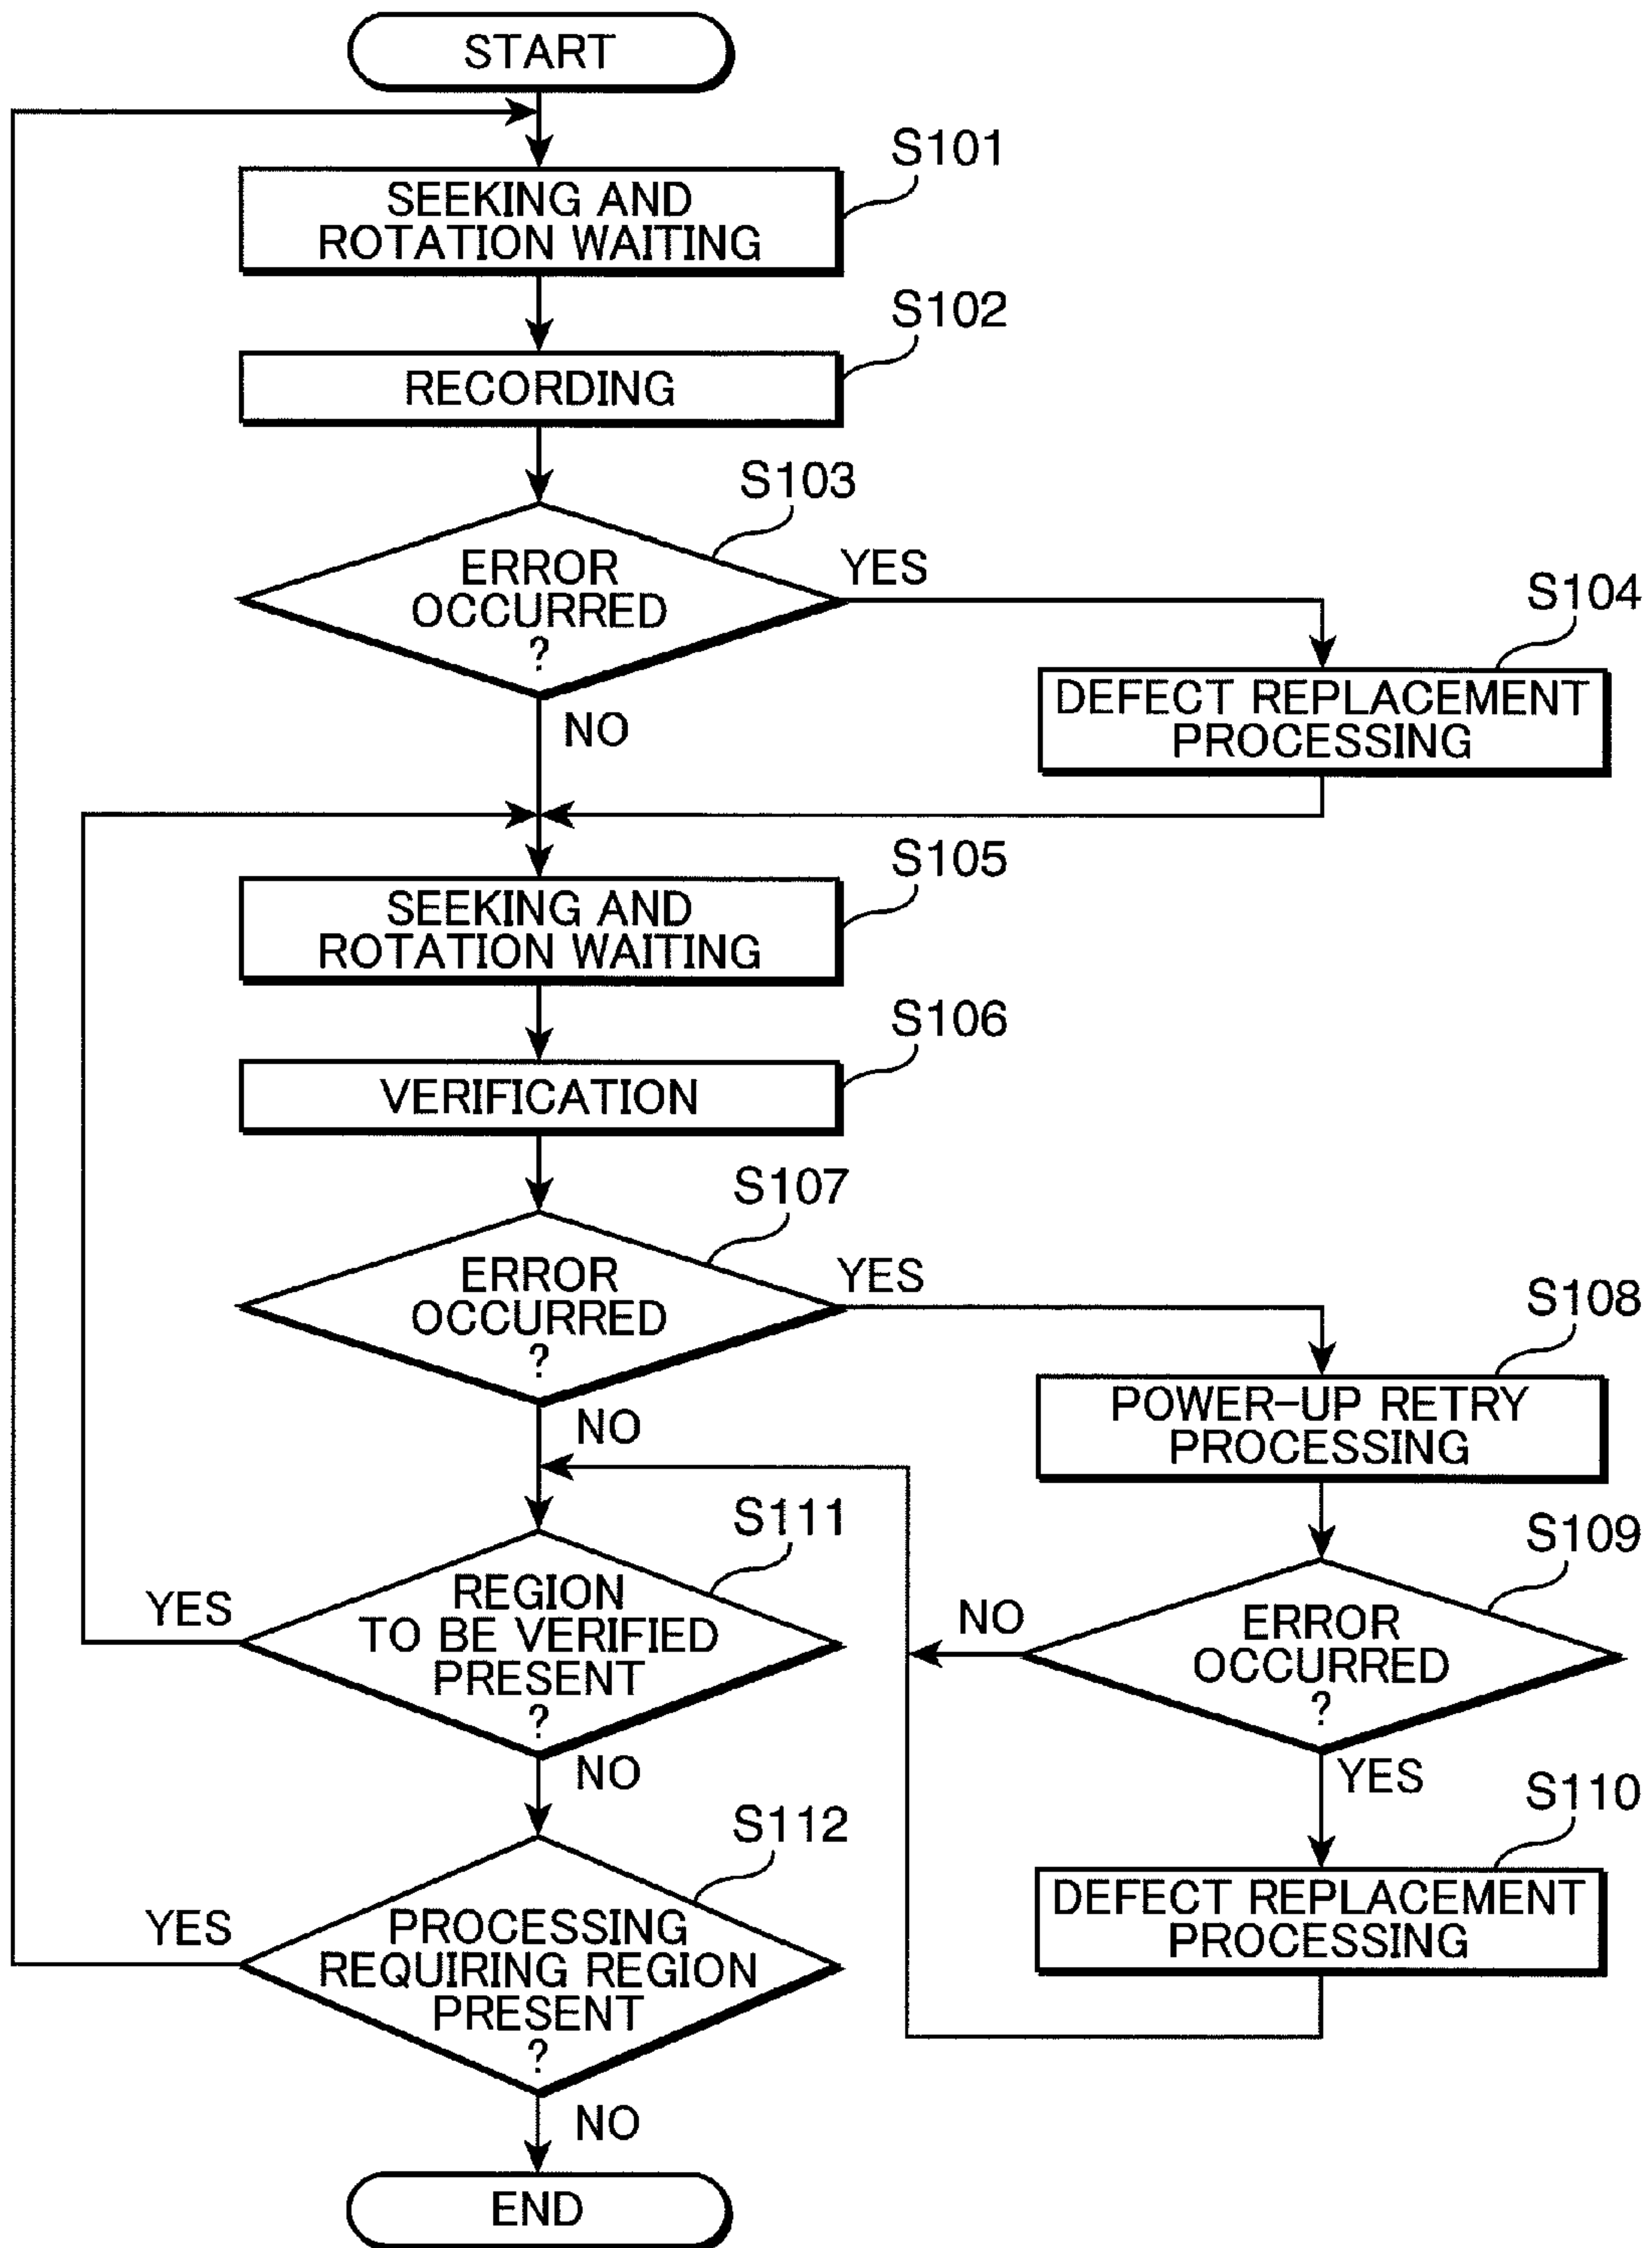 START
S101
SEEKING AND
ROTATION WAITING
S102
RECORDING
S103
ERROR
OCCURRED
?
YES
NO
S104
DEFECT REPLACEMENT
PROCESSING
S105
SEEKING AND
ROTATION WAITING
S106
VERIFICATION
S107
ERROR
OCCURRED
?
YES
NO
S108
POWER-UP RETRY
PROCESSING
S109
ERROR
OCCURRED
?
NO
YES
S110
DEFECT REPLACEMENT
PROCESSING
S111
REGION
TO BE VERIFIED
PRESENT
?
YES
NO
S112
PROCESSING
REQUIRING REGION
PRESENT
?
YES
NO
END